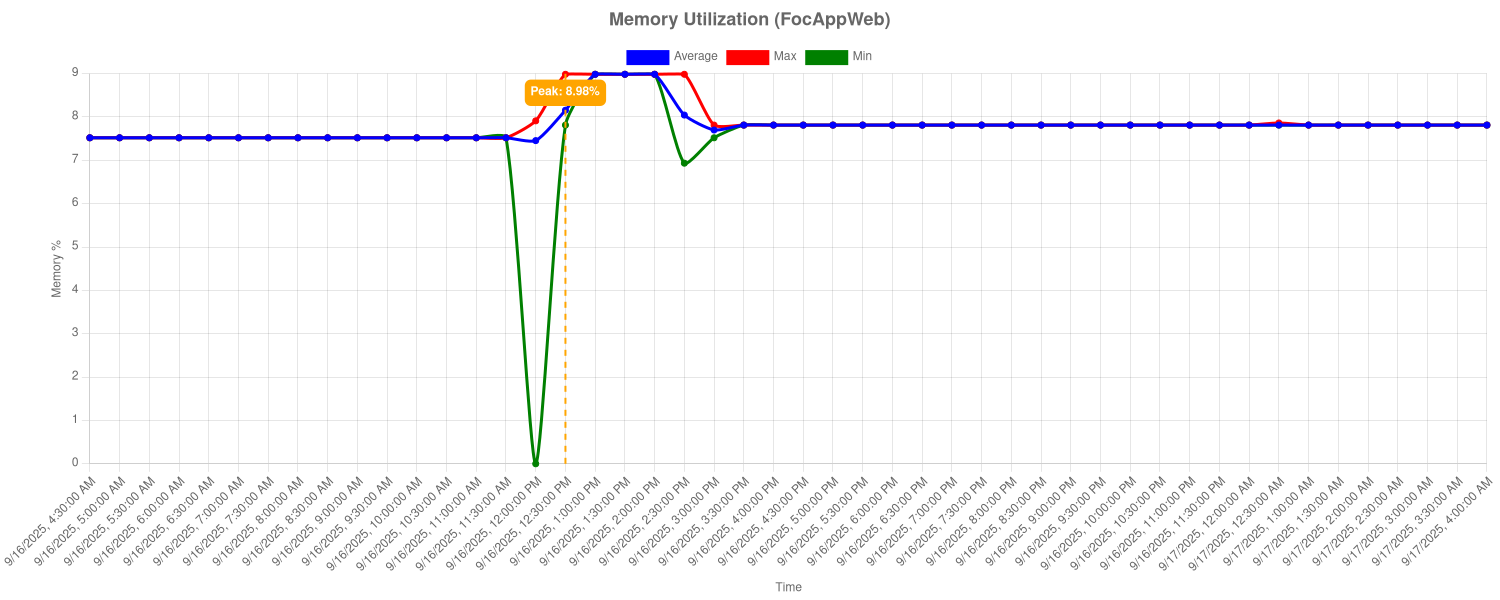 Memory Utilization (FocAppWeb)
Average Max Min
9
Peak: 8.98%
8
7
6
5
4
3
2
1
0
Memory %
9/16/2025, 4:30:00 AM
9/16/2025, 5:00:00 AM
9/16/2025, 5:30:00 AM
9/16/2025, 6:00:00 AM
9/16/2025, 6:30:00 AM
9/16/2025, 7:00:00 AM
9/16/2025, 7:30:00 AM
9/16/2025, 8:00:00 AM
9/16/2025, 8:30:00 AM
9/16/2025, 9:00:00 AM
9/16/2025, 9:30:00 AM
9/16/2025, 10:00:00 AM
9/16/2025, 10:30:00 AM
9/16/2025, 11:00:00 AM
9/16/2025, 11:30:00 AM
9/16/2025, 12:00:00 PM
9/16/2025, 12:30:00 PM
9/16/2025, 1:00:00 PM
9/16/2025, 1:30:00 PM
9/16/2025, 2:00:00 PM
9/16/2025, 2:30:00 PM
9/16/2025, 3:00:00 PM
9/16/2025, 3:30:00 PM
9/16/2025, 4:00:00 PM
9/16/2025, 4:30:00 PM
9/16/2025, 5:00:00 PM
9/16/2025, 5:30:00 PM
9/16/2025, 6:00:00 PM
9/16/2025, 6:30:00 PM
9/16/2025, 7:00:00 PM
9/16/2025, 7:30:00 PM
9/16/2025, 8:00:00 PM
9/16/2025, 8:30:00 PM
9/16/2025, 9:00:00 PM
9/16/2025, 9:30:00 PM
9/16/2025, 10:00:00 PM
9/16/2025, 10:30:00 PM
9/16/2025, 11:00:00 PM
9/16/2025, 11:30:00 PM
9/17/2025, 12:00:00 AM
9/17/2025, 12:30:00 AM
9/17/2025, 1:00:00 AM
9/17/2025, 1:30:00 AM
9/17/2025, 2:00:00 AM
9/17/2025, 2:30:00 AM
9/17/2025, 3:00:00 AM
9/17/2025, 3:30:00 AM
9/17/2025, 4:00:00 AM
Time